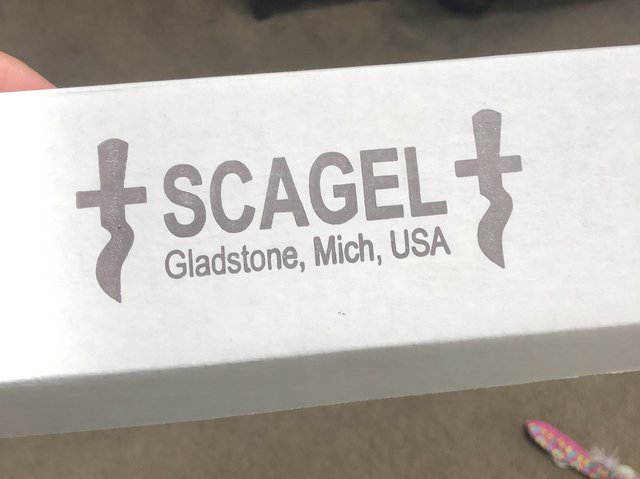 SCAGEL
Gladstone, Mich, USA